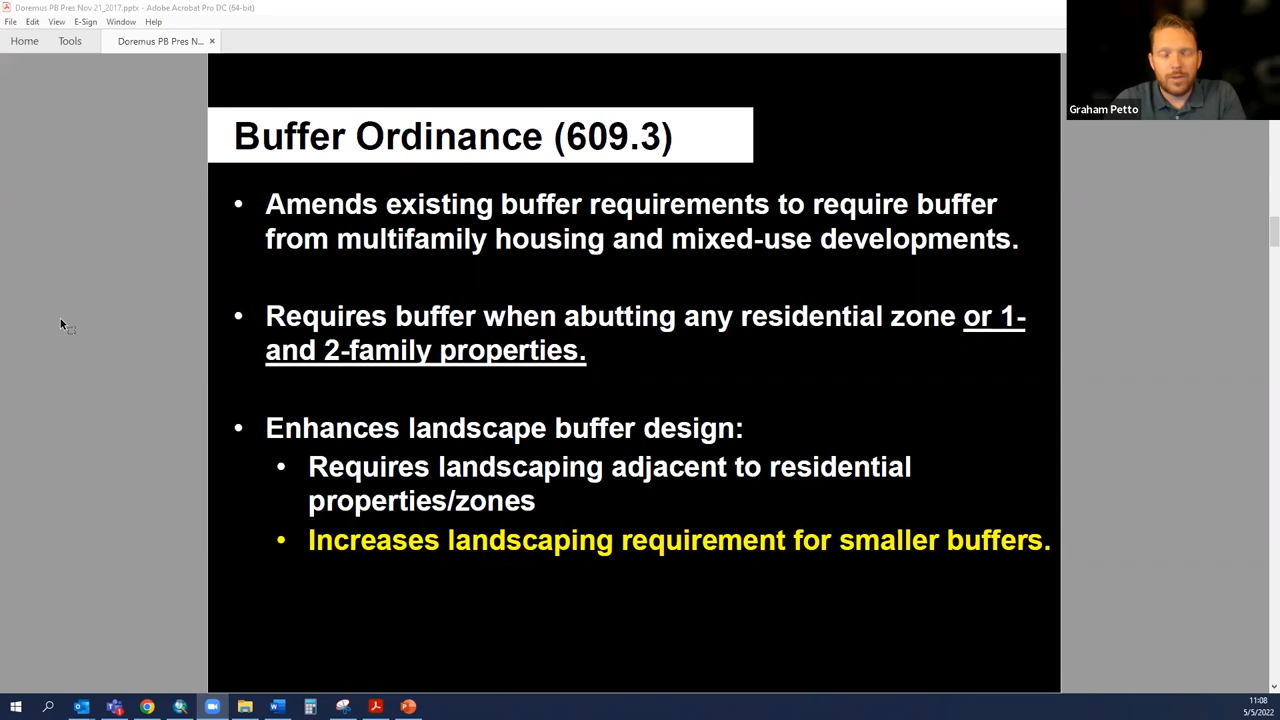 Doremus PB Pres Nov 21_2017.pptx - Adobe Acrobat Pro DC (64-bit)
File Edit View E-Sign Window Help
Home Tools Doremus PB Pres N... ×
Graham Petto
Buffer Ordinance (609.3)
• Amends existing buffer requirements to require buffer
from multifamily housing and mixed-use developments.
• Requires buffer when abutting any residential zone or 1-
and 2-family properties.
• Enhances landscape buffer design:
• Requires landscaping adjacent to residential
properties/zones
• Increases landscaping requirement for smaller buffers.
11:08
5/5/2022